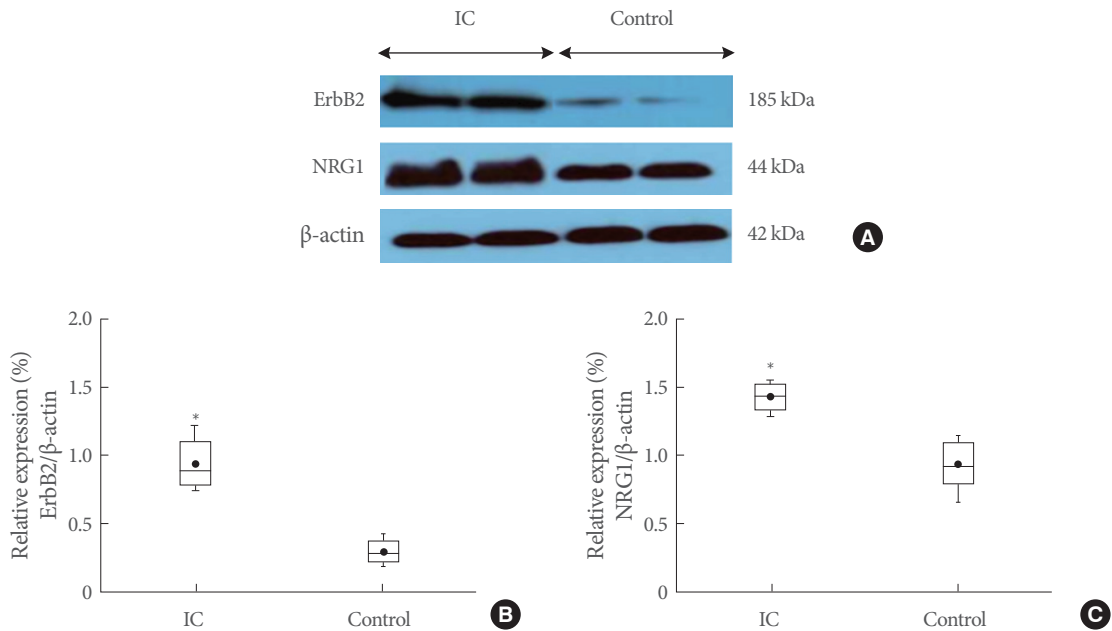 IC Control
ErbB2 185 kDa
NRG1 44 kDa
β-actin 42 kDa
A
Relative expression (%)
ErbB2/β-actin
2.0
1.5
1.0
0.5
0
*
IC Control
B
Relative expression (%)
NRG1/β-actin
2.0
1.5
1.0
0.5
0
*
IC Control
C